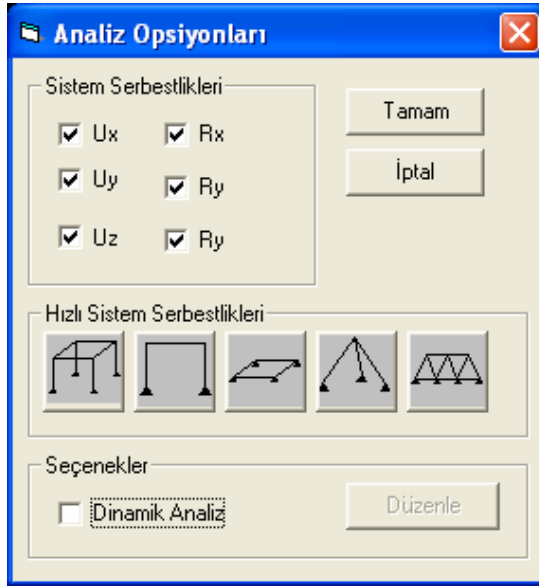 Analiz Opsiyonları
Sistem Serbestlikleri
Ux Rx
Uy Ry
Uz Ry
Tamam
İptal
Hızlı Sistem Serbestlikleri
Seçenekler
Dinamik Analiz
Düzenle